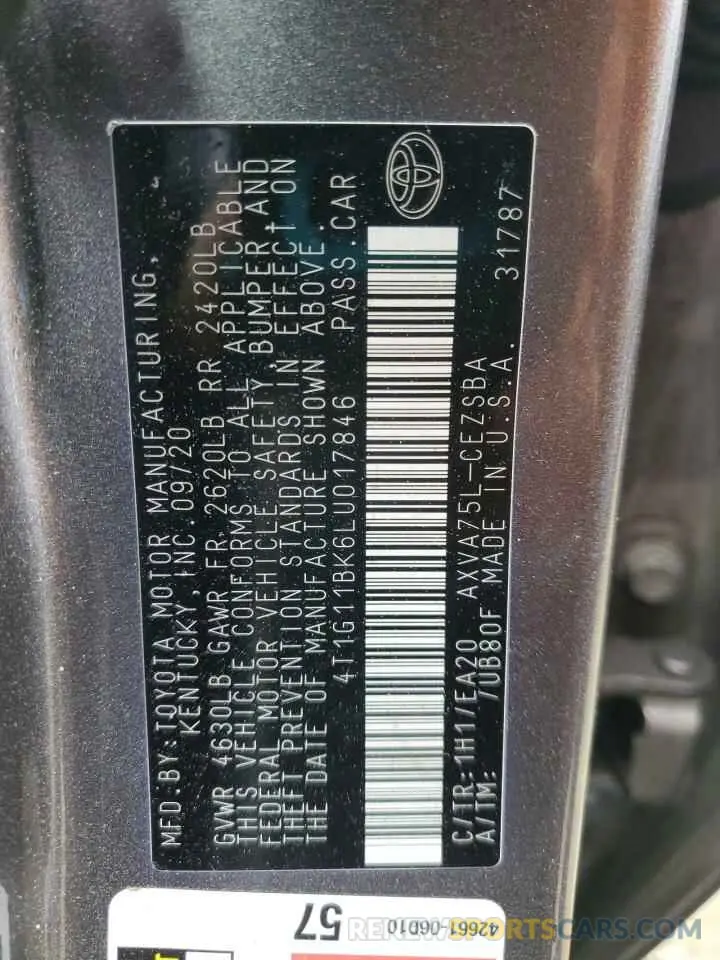 MFD.BY:TOYOTA MOTOR MANUFACTURING,
KENTUCKY,INC.09/20
GVWR 4630LB GAWR FR 2620LB RR 2420LB
THIS VEHICLE CONFORMS TO ALL APPLICABLE
FEDERAL MOTOR VEHICLE SAFETY,BUMPER,AND
THEFT PREVENTION STANDARDS IN EFFECT ON
THE DATE OF MANUFACTURE SHOWN ABOVE.
4T1G11BK6LU017846 PASS.CAR
C/TR:1H1/EA20 AXVA75L-CEZSBA
A/TM: /UB80F MADE IN U.S.A. 31787
57
42661-06D10
RENEWSPORTSCARS.COM